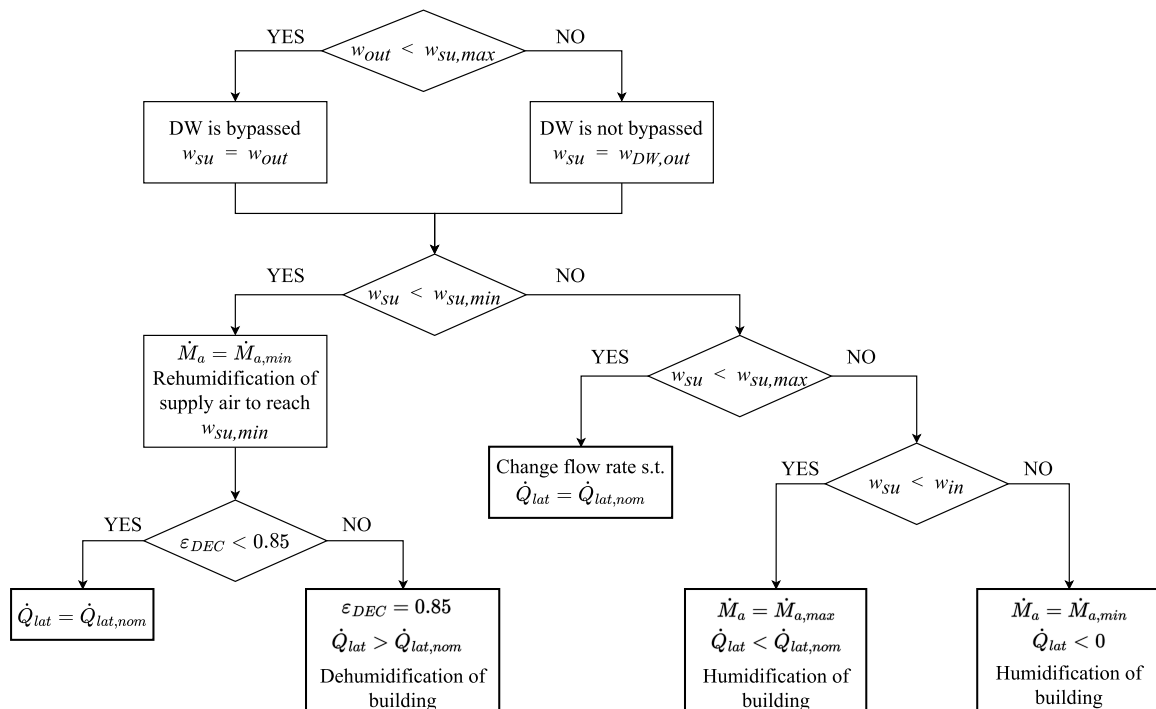 YES
NO
w_out < w_su,max
DW is bypassed
w_su = w_out
DW is not bypassed
w_su = w_DW,out
YES
NO
w_su < w_su,min
Ṁ_a = Ṁ_a,min
Rehumidification of
supply air to reach
w_su,min
YES
NO
w_su < w_su,max
Change flow rate s.t.
Q̇_lat = Q̇_lat,nom
YES
NO
w_su < w_in
YES
NO
ε_DEC < 0.85
Q̇_lat = Q̇_lat,nom
ε_DEC = 0.85
Q̇_lat > Q̇_lat,nom
Dehumidification of
building
Ṁ_a = Ṁ_a,max
Q̇_lat < Q̇_lat,nom
Humidification of
building
Ṁ_a = Ṁ_a,min
Q̇_lat < 0
Humidification of
building